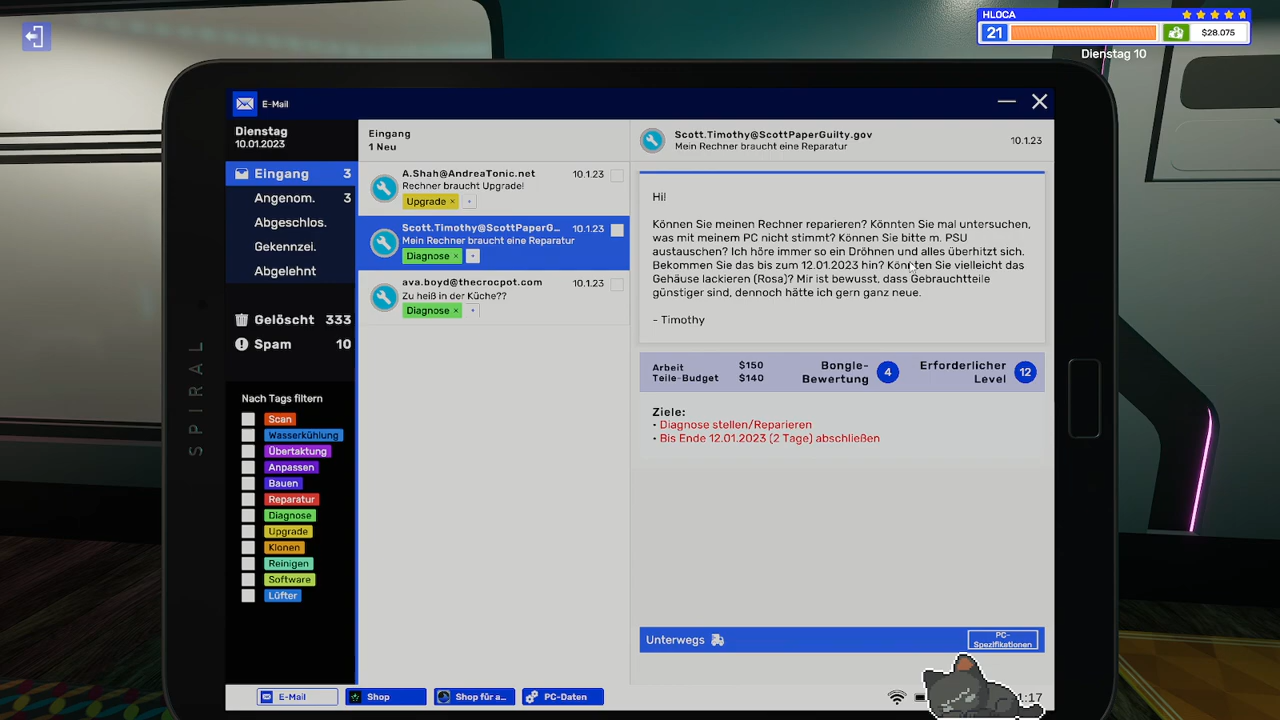 HLOCA
21
$28.075
Dienstag 10
E-Mail
Dienstag
10.01.2023
Eingang 3
Angenom. 3
Abgeschlos.
Gekennzei.
Abgelehnt
Gelöscht 333
Spam 10
Nach Tags filtern
Scan
Wasserkühlung
Übertaktung
Anpassen
Bauen
Reparatur
Diagnose
Upgrade
Klonen
Reinigen
Software
Lüfter
Eingang
1 Neu
A.Shah@AndreaTonic.net 10.1.23
Rechner braucht Upgrade!
Upgrade × +
Scott.Timothy@ScottPaperG... 10.1.23
Mein Rechner braucht eine Reparatur
Diagnose × +
ava.boyd@thecrocpot.com 10.1.23
Zu heiß in der Küche??
Diagnose × +
Scott.Timothy@ScottPaperGuilty.gov
Mein Rechner braucht eine Reparatur
10.1.23
Hi!
Können Sie meinen Rechner reparieren? Könnten Sie mal untersuchen,
was mit meinem PC nicht stimmt? Können Sie bitte m. PSU
austauschen? Ich höre immer so ein Dröhnen und alles überhitzt sich.
Bekommen Sie das bis zum 12.01.2023 hin? Könnten Sie vielleicht das
Gehäuse lackieren (Rosa)? Mir ist bewusst, dass Gebrauchtteile
günstiger sind, dennoch hätte ich gern ganz neue.
- Timothy
Arbeit $150
Teile-Budget $140
Bongle-
Bewertung 4
Erforderlicher
Level 12
Ziele:
• Diagnose stellen/Reparieren
• Bis Ende 12.01.2023 (2 Tage) abschließen
Unterwegs
PC-
Spezifikationen
SPIRAL
E-Mail
Shop
Shop für a...
PC-Daten
1:17